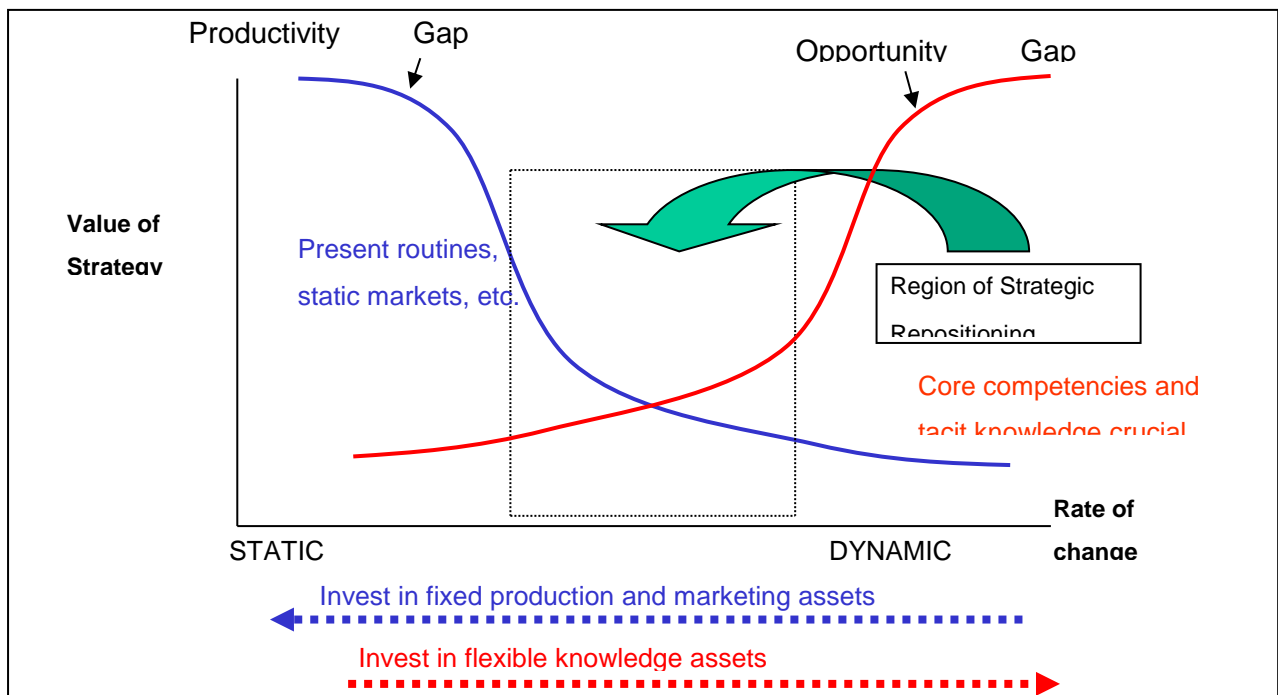 Productivity Gap
Opportunity Gap
Value of
Strategy
Present routines,
static markets, etc.
Region of Strategic
Repositioning
Core competencies and
tacit knowledge crucial
Rate of
change
STATIC DYNAMIC
Invest in fixed production and marketing assets
Invest in flexible knowledge assets